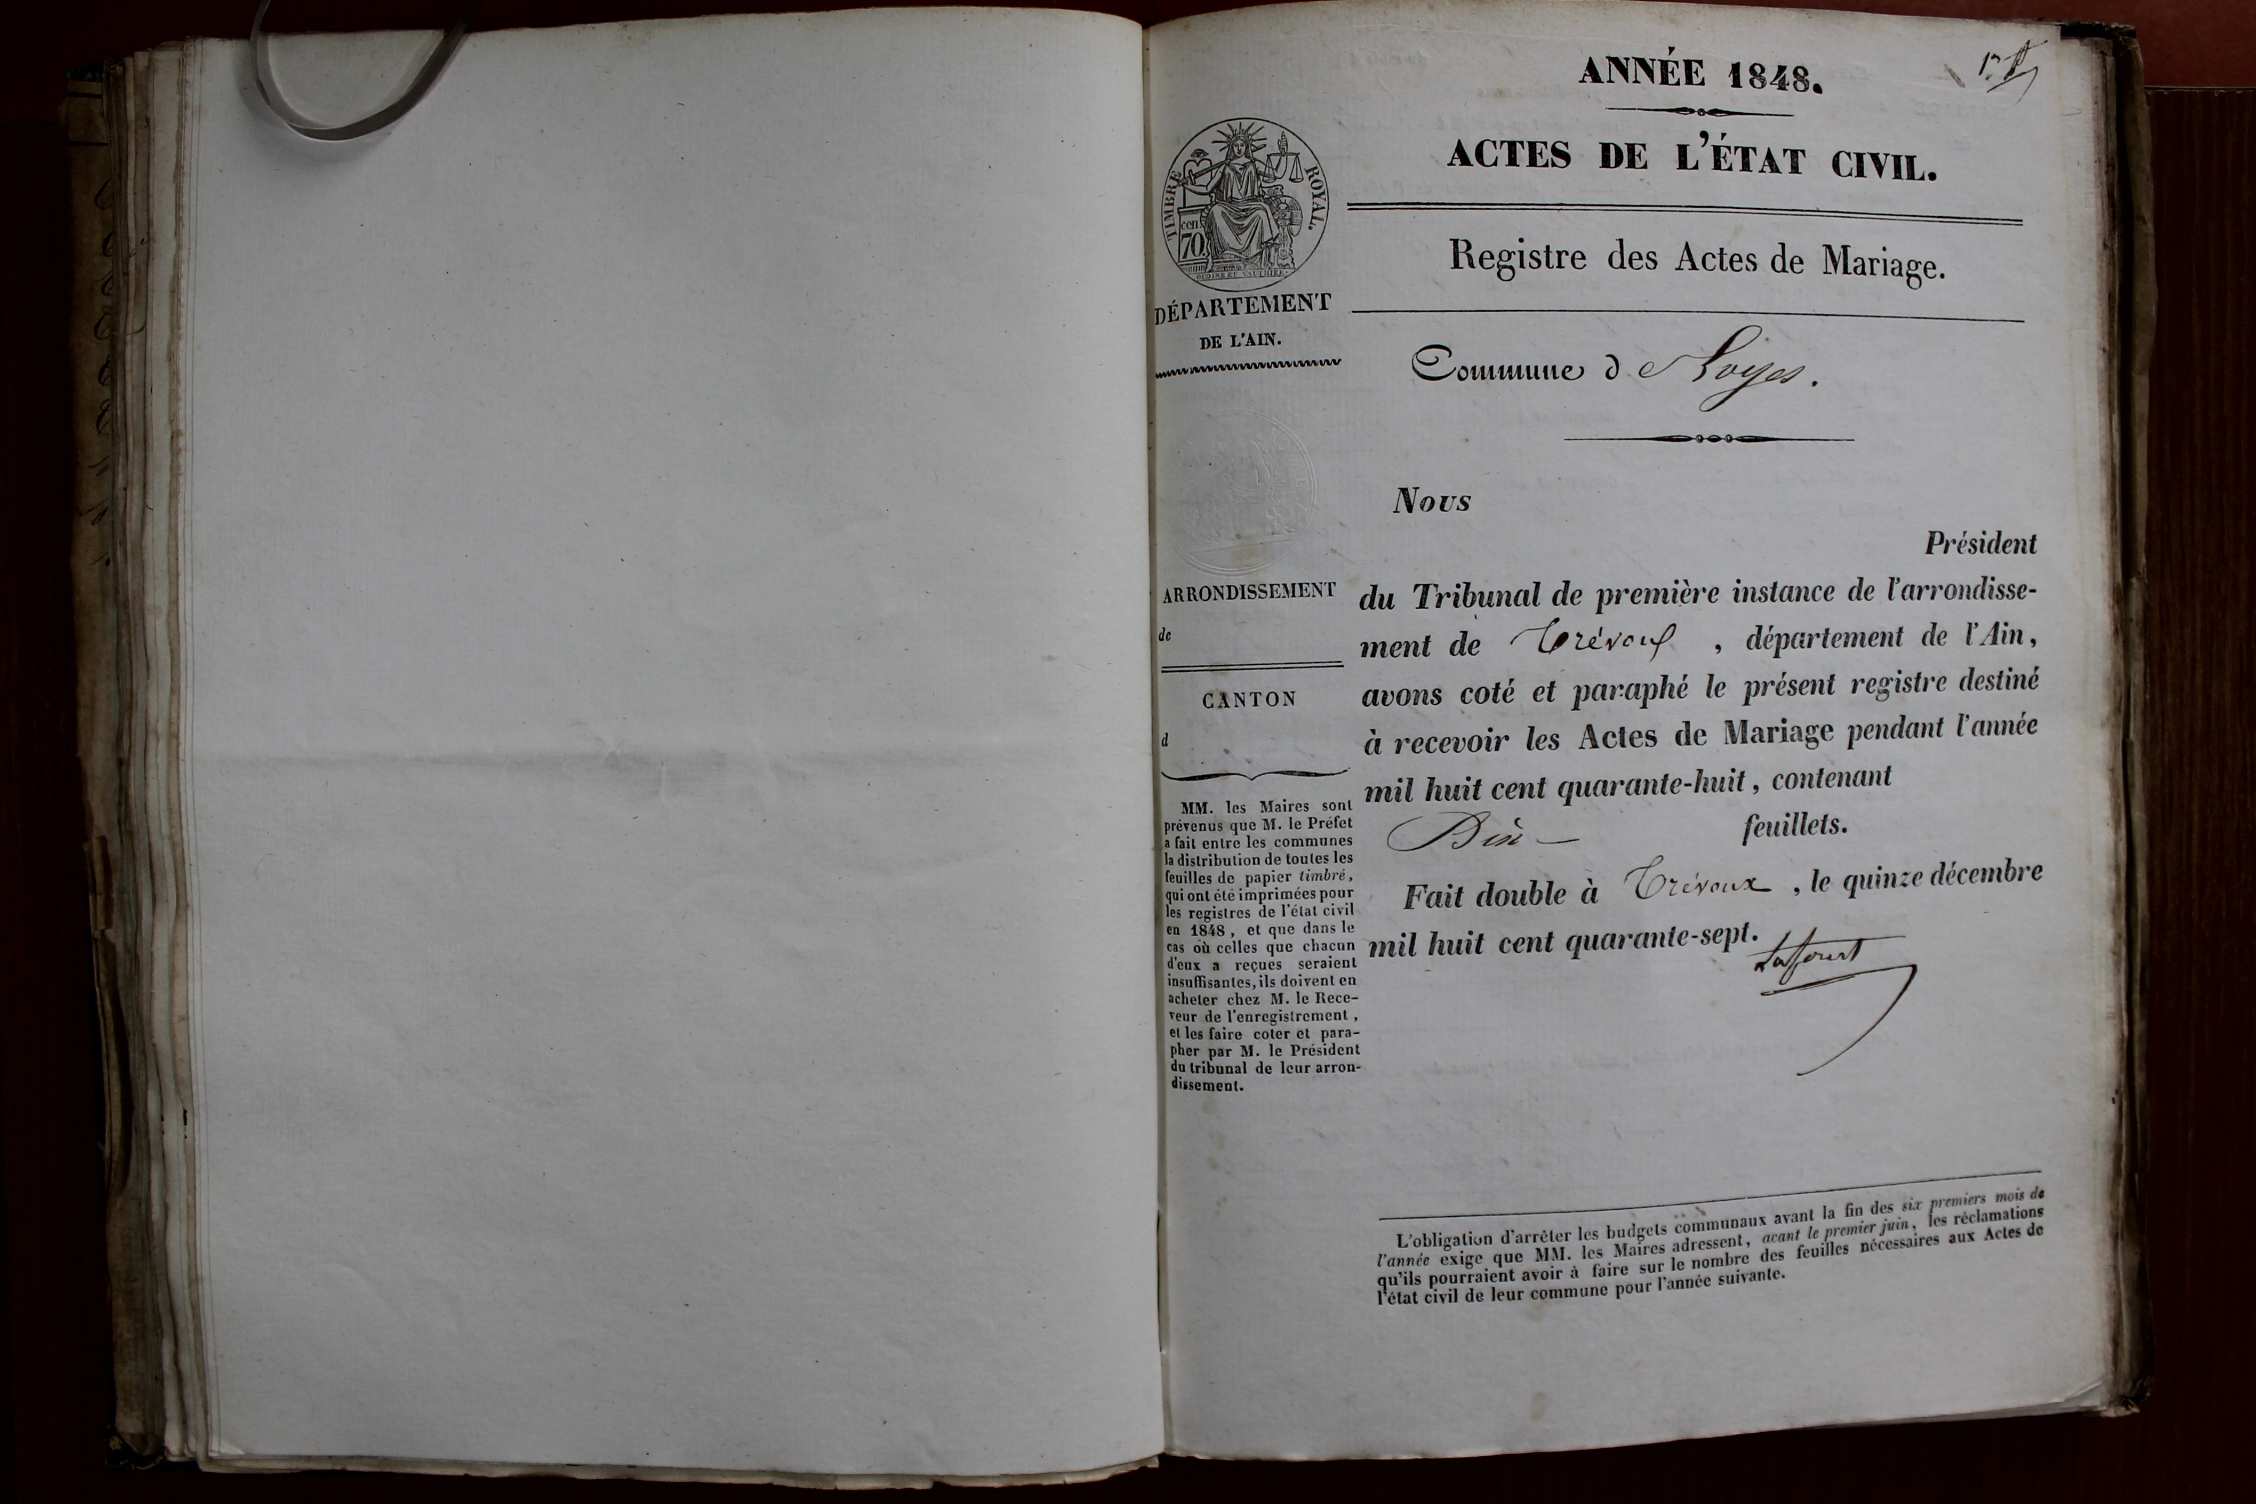 ANNÉE 1848.
ACTES DE L'ÉTAT CIVIL.
Registre des Actes de Mariage.
TIMBRE ROYAL.
cen.
70
DÉPARTEMENT
DE L'AIN.
Commune de Loyes.
Nous
Président
du Tribunal de première instance de l'arrondisse-
ment de Trévoux, département de l'Ain,
avons coté et paraphé le présent registre destiné
à recevoir les Actes de Mariage pendant l'année
mil huit cent quarante-huit, contenant
Dix feuillets.
Fait double à Trévoux, le quinze décembre
mil huit cent quarante-sept.
ARRONDISSEMENT
de
CANTON
d
MM. les Maires sont
prévenus que M. le Préfet
a fait entre les communes
la distribution de toutes les
feuilles de papier timbré,
qui ont été imprimées pour
les registres de l'état civil
en 1848, et que dans le
cas où celles que chacun
d'eux a reçues seraient
insuffisantes, ils doivent en
acheter chez M. le Rece-
veur de l'enregistrement,
et les faire coter et para-
pher par M. le Président
du tribunal de leur arron-
dissement.
L'obligation d'arrêter les budgets communaux avant la fin des six premiers mois de
l'année exige que MM. les Maires adressent, avant le premier juin, les réclamations
qu'ils pourraient avoir à faire sur le nombre des feuilles nécessaires aux Actes de
l'état civil de leur commune pour l'année suivante.